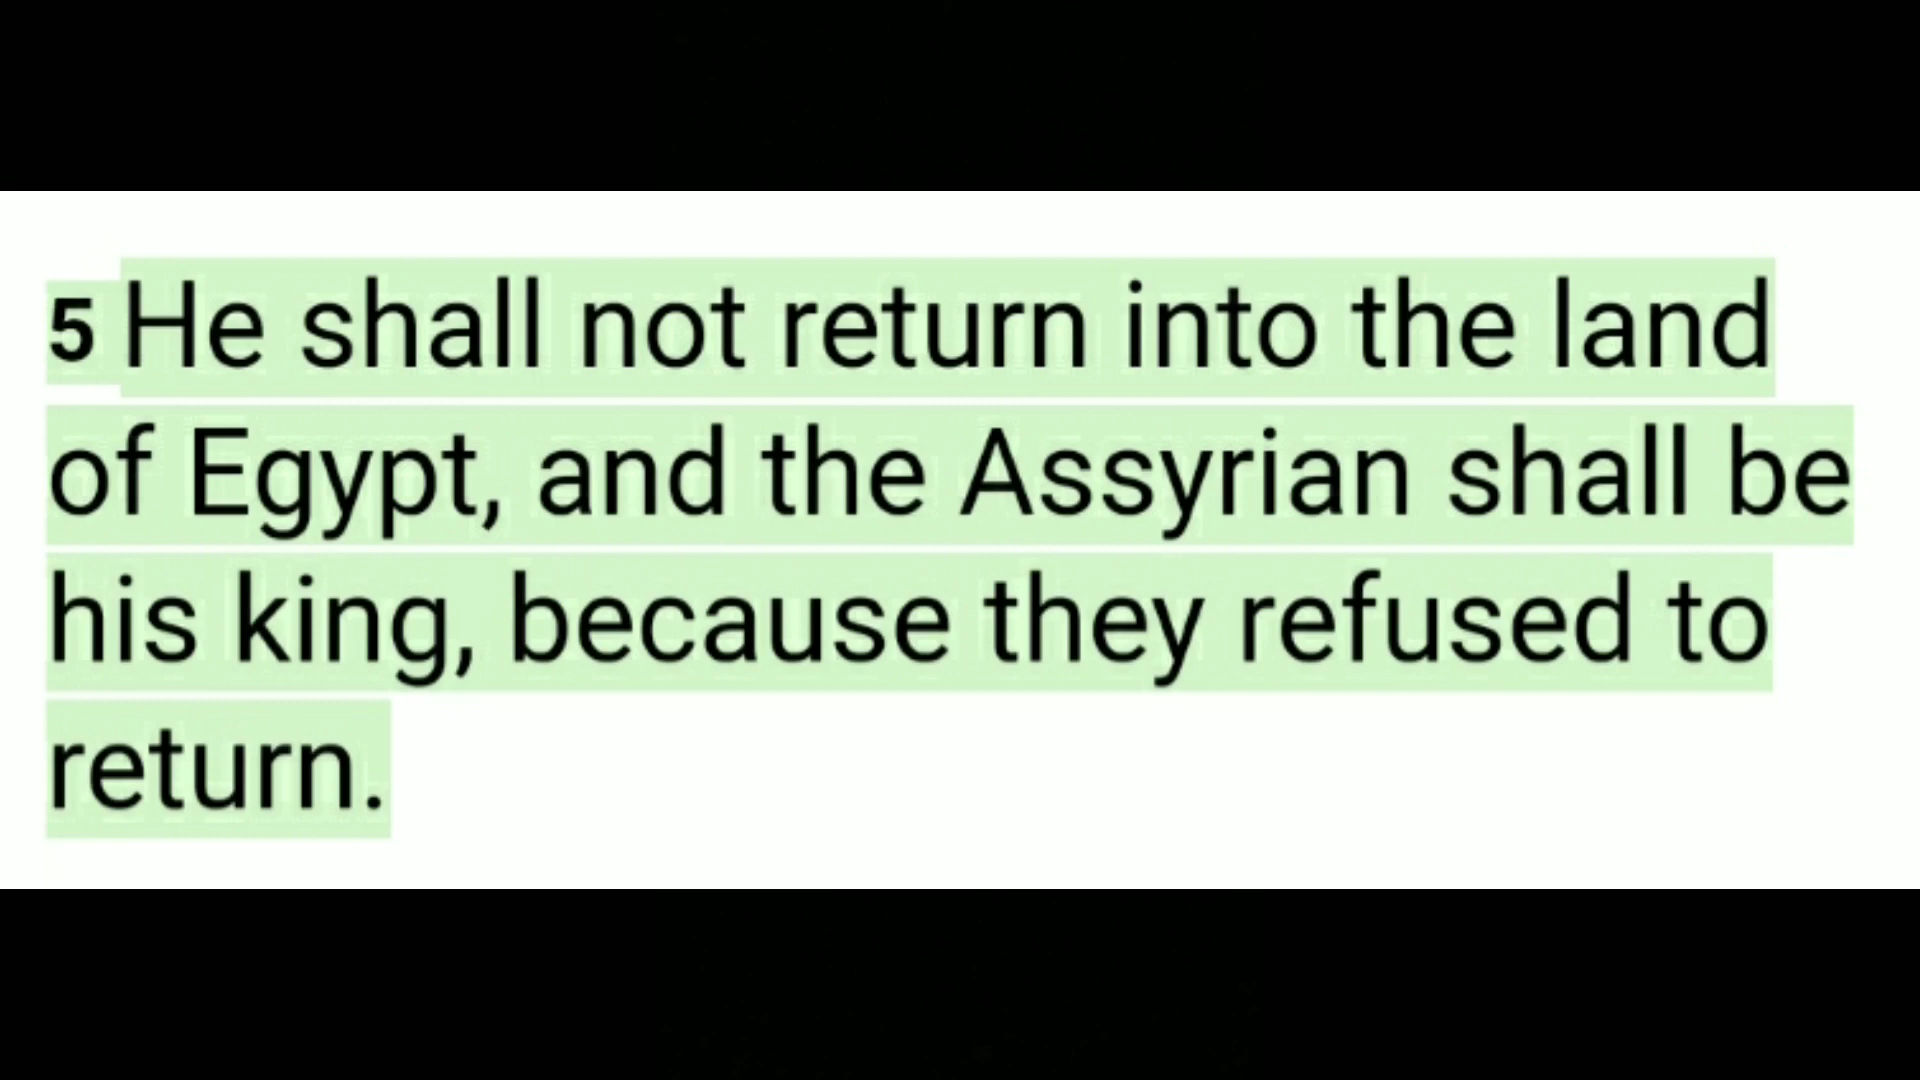 5 He shall not return into the land
of Egypt, and the Assyrian shall be
his king, because they refused to
return.